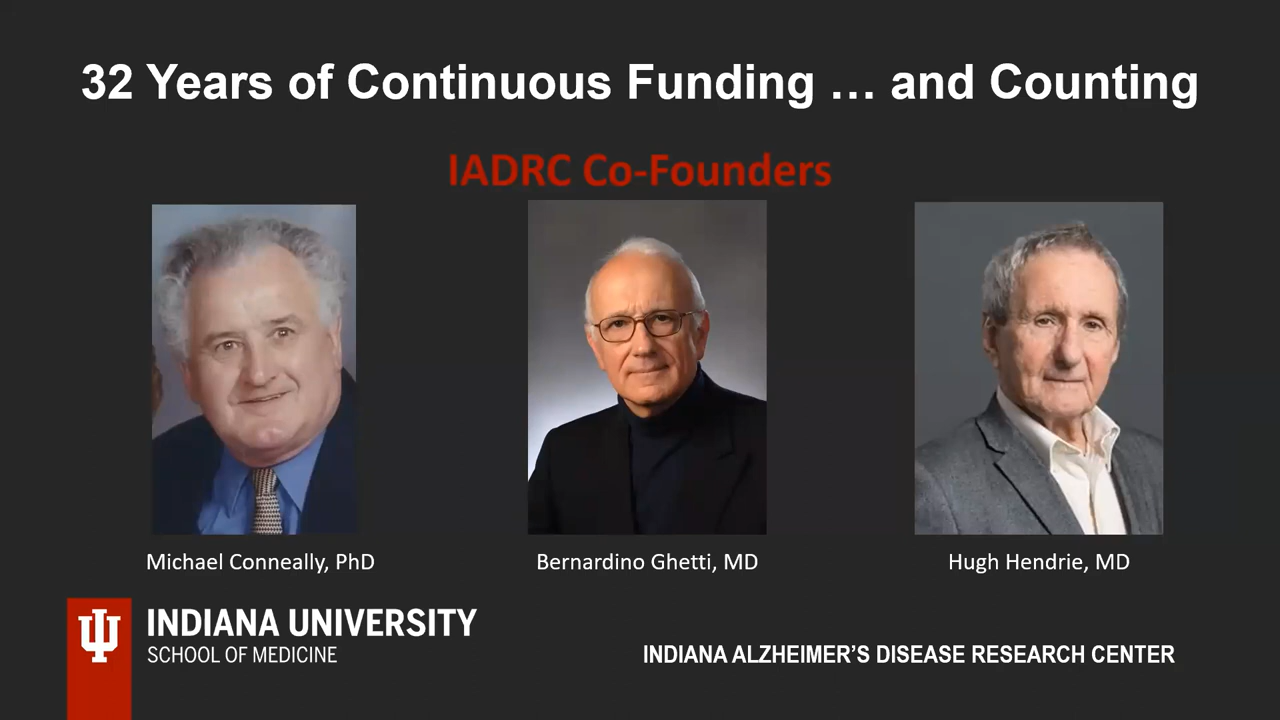 32 Years of Continuous Funding … and Counting
IADRC Co-Founders
Michael Conneally, PhD
Bernardino Ghetti, MD
Hugh Hendrie, MD
INDIANA UNIVERSITY
SCHOOL OF MEDICINE
INDIANA ALZHEIMER’S DISEASE RESEARCH CENTER